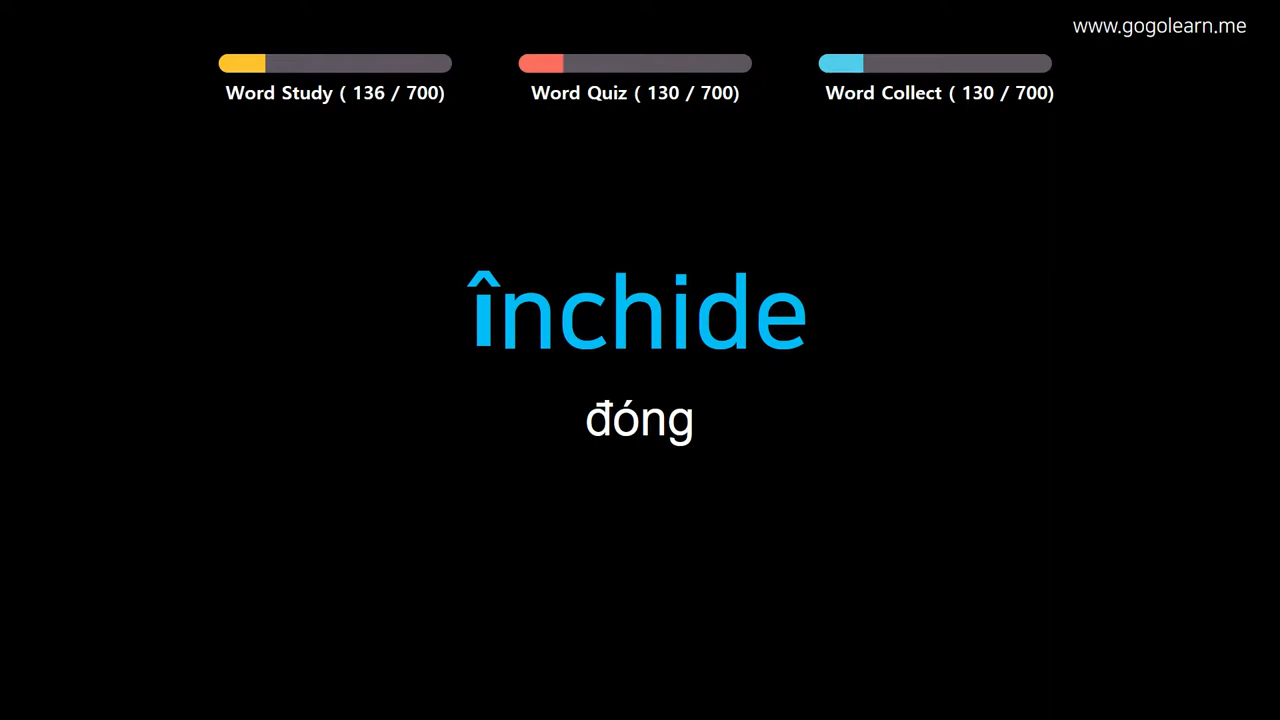 www.gogolearn.me
Word Study ( 136 / 700)
Word Quiz ( 130 / 700)
Word Collect ( 130 / 700)
închide
đóng